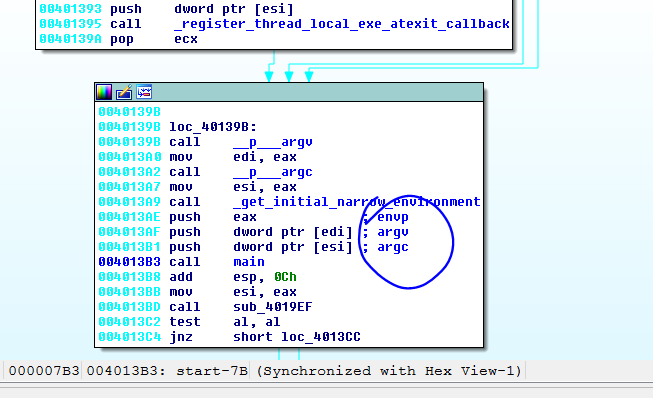 00401393 push    dword ptr [esi]
00401395 call    _register_thread_local_exe_atexit_callback
0040139A pop     ecx
0040139B
0040139B loc_40139B:
0040139B call    __p___argv
004013A0 mov     edi, eax
004013A2 call    __p___argc
004013A7 mov     esi, eax
004013A9 call    _get_initial_narrow_environment
004013AE push    eax             ; envp
004013AF push    dword ptr [edi] ; argv
004013B1 push    dword ptr [esi] ; argc
004013B3 call    main
004013B8 add     esp, 0Ch
004013BB mov     esi, eax
004013BD call    sub_4019EF
004013C2 test    al, al
004013C4 jnz     short loc_4013CC
000007B3 004013B3: start-7B (Synchronized with Hex View-1)